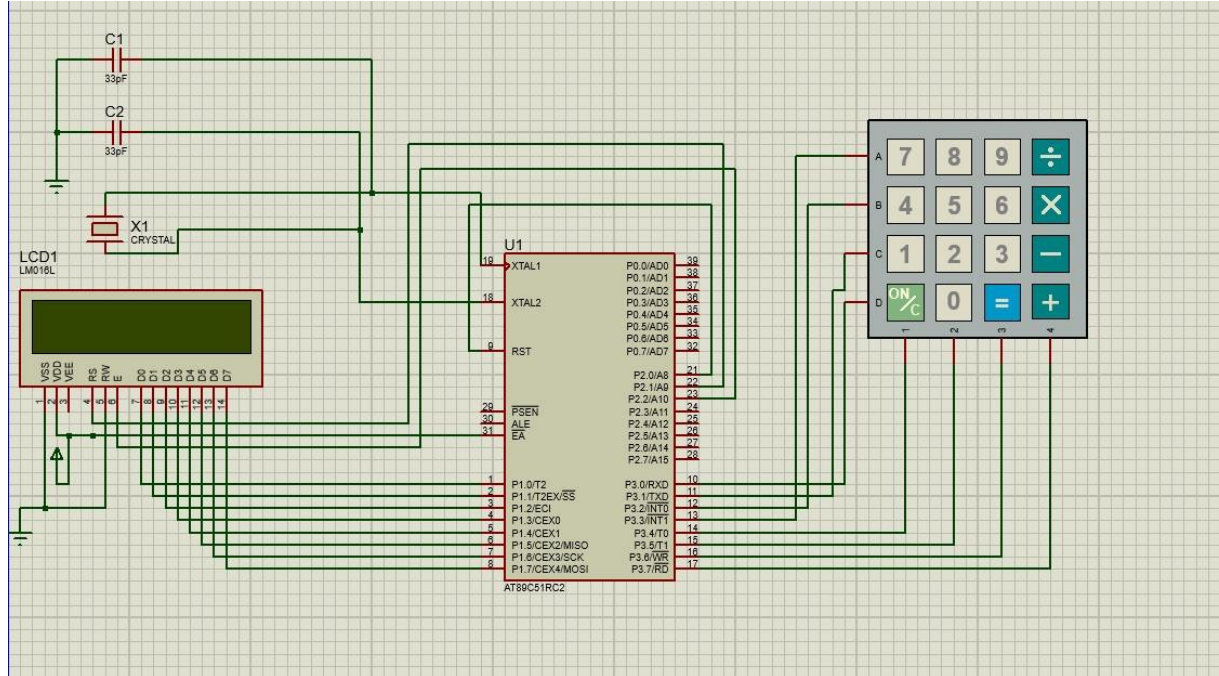 C1
33pF
C2
33pF
X1
CRYSTAL
LCD1
LM016L
VSS
VDD
VEE
RS
RW
E
D0
D1
D2
D3
D4
D5
D6
D7
1
2
3
4
5
6
7
8
9
10
11
12
13
14
U1
19 XTAL1
18 XTAL2
9 RST
29 PSEN
30 ALE
31 EA
1 P1.0/T2
2 P1.1/T2EX/SS
3 P1.2/ECI
4 P1.3/CEX0
5 P1.4/CEX1
6 P1.5/CEX2/MISO
7 P1.6/CEX3/SCK
8 P1.7/CEX4/MOSI
P0.0/AD0 39
P0.1/AD1 38
P0.2/AD2 37
P0.3/AD3 36
P0.4/AD4 35
P0.5/AD5 34
P0.6/AD6 33
P0.7/AD7 32
P2.0/A8 21
P2.1/A9 22
P2.2/A10 23
P2.3/A11 24
P2.4/A12 25
P2.5/A13 26
P2.6/A14 27
P2.7/A15 28
P3.0/RXD 10
P3.1/TXD 11
P3.2/INT0 12
P3.3/INT1 13
P3.4/T0 14
P3.5/T1 15
P3.6/WR 16
P3.7/RD 17
AT89C51RC2
A 7 8 9 ÷
B 4 5 6 ×
C 1 2 3 −
D ON/C 0 = +
1 2 3 4